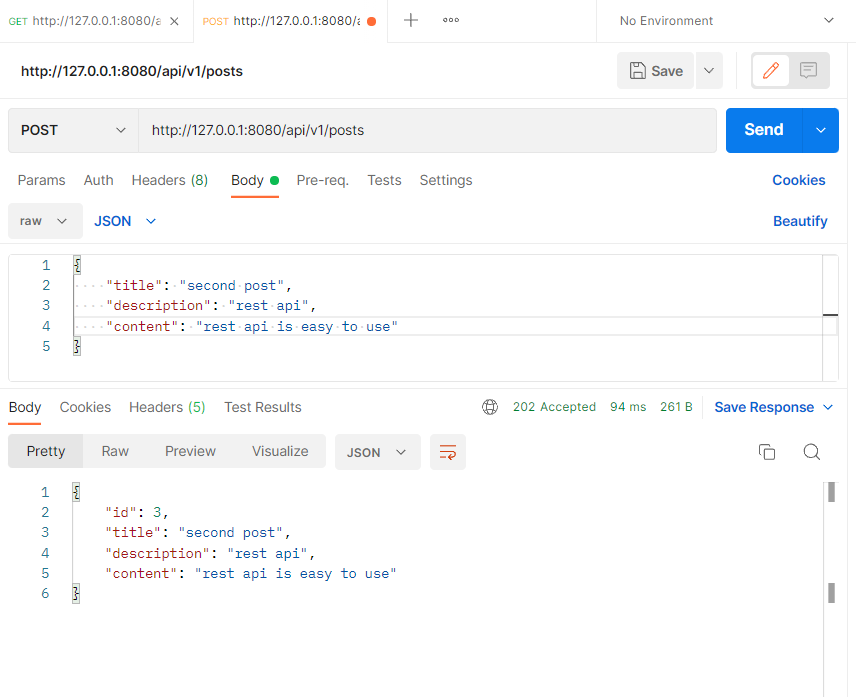 GET http://127.0.0.1:8080/a
POST http://127.0.0.1:8080/a
No Environment
http://127.0.0.1:8080/api/v1/posts
Save
POST http://127.0.0.1:8080/api/v1/posts Send
Params Auth Headers (8) Body Pre-req. Tests Settings Cookies
raw JSON Beautify
1 {
2 "title": "second post",
3 "description": "rest api",
4 "content": "rest api is easy to use"
5 }
Body Cookies Headers (5) Test Results 202 Accepted 94 ms 261 B Save Response
Pretty Raw Preview Visualize JSON
1 {
2 "id": 3,
3 "title": "second post",
4 "description": "rest api",
5 "content": "rest api is easy to use"
6 }